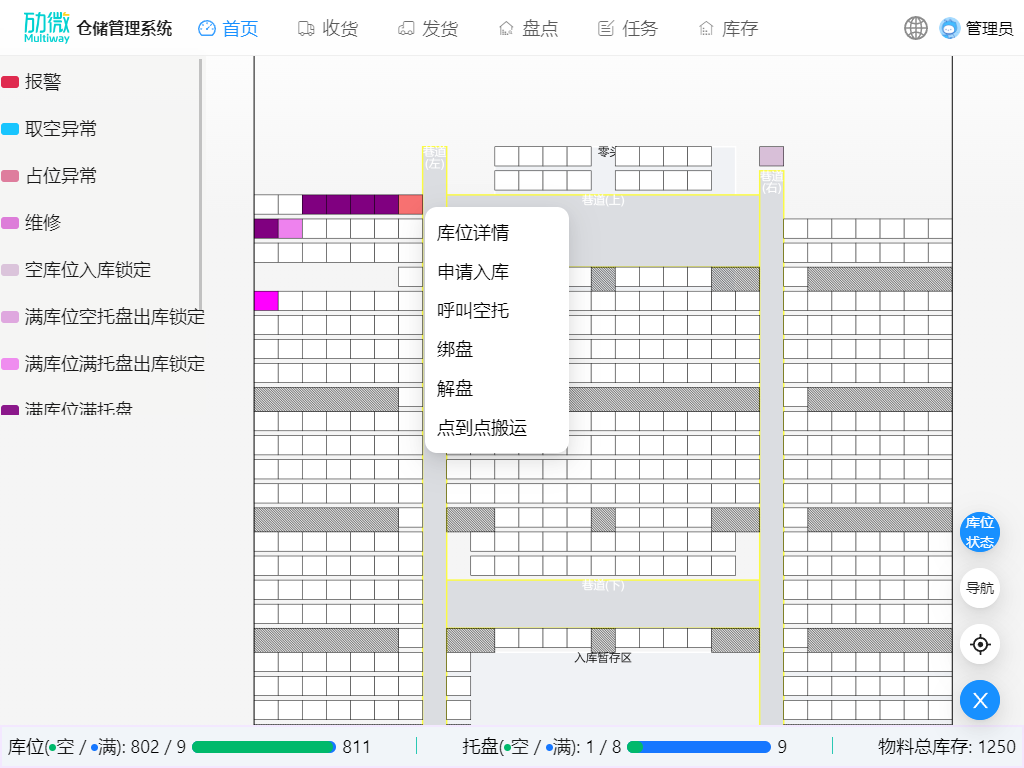 劢微
Multiway
仓储管理系统
首页
收货
发货
盘点
任务
库存
管理员
报警
取空异常
占位异常
维修
空库位入库锁定
满库位空托盘出库锁定
满库位满托盘出库锁定
满库位满托盘
巷道
(左)
零头
巷道
(右)
巷道(上)
库位详情
申请入库
呼叫空托
绑盘
解盘
点到点搬运
巷道(下)
入库暂存区
库位
状态
导航
X
库位(空 / 满): 802 / 9
811
托盘(空 / 满): 1 / 8
9
物料总库存: 1250